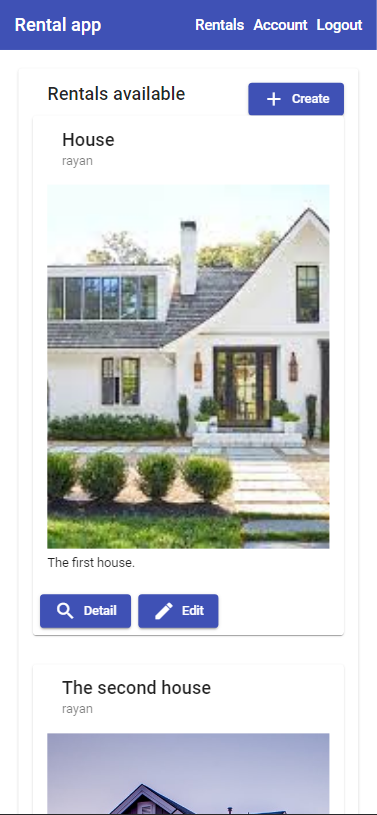 Rental app Rentals Account Logout
Rentals available Create
House
rayan
The first house.
Detail Edit
The second house
rayan